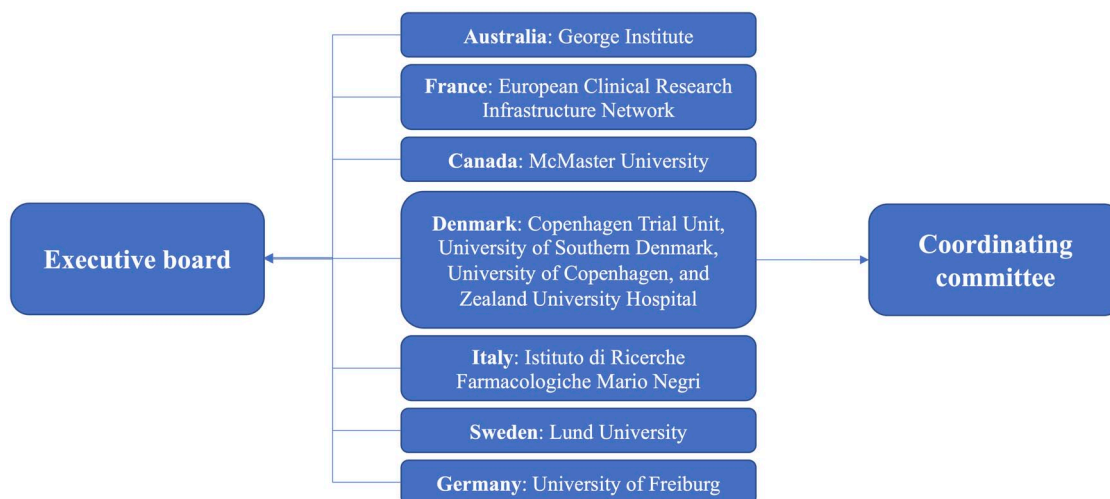 Executive board
Australia: George Institute
France: European Clinical Research
Infrastructure Network
Canada: McMaster University
Denmark: Copenhagen Trial Unit,
University of Southern Denmark,
University of Copenhagen, and
Zealand University Hospital
Italy: Istituto di Ricerche
Farmacologiche Mario Negri
Sweden: Lund University
Germany: University of Freiburg
Coordinating
committee